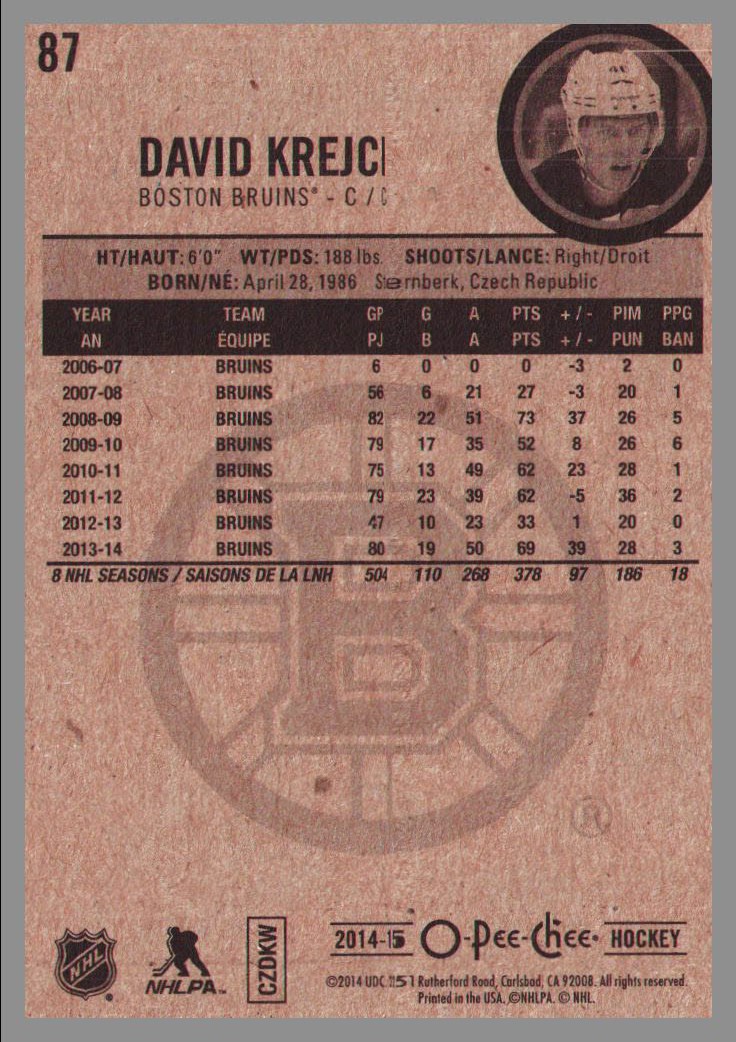 87
DAVID KREJCI
BOSTON BRUINS® - C / C
HT/HAUT: 6'0" WT/PDS: 188 lbs. SHOOTS/LANCE: Right/Droit
BORN/NÉ: April 28, 1986 Sternberk, Czech Republic
YEAR TEAM GP G A PTS +/- PIM PPG
AN ÉQUIPE PJ B A PTS +/- PUN BAN
2006-07 BRUINS 6 0 0 0 -3 2 0
2007-08 BRUINS 56 6 21 27 -3 20 1
2008-09 BRUINS 82 22 51 73 37 26 5
2009-10 BRUINS 79 17 35 52 8 26 6
2010-11 BRUINS 75 13 49 62 23 28 1
2011-12 BRUINS 79 23 39 62 -5 36 2
2012-13 BRUINS 47 10 23 33 1 20 0
2013-14 BRUINS 80 19 50 69 39 28 3
8 NHL SEASONS / SAISONS DE LA LNH 504 110 268 378 97 186 18
B
®
NHL ®
NHLPA™
CZDKW
2014-15 O-Pee-Chee® HOCKEY
©2014 UDC Rutherford Road, Carlsbad, CA 92008. All rights reserved.
Printed in the USA. ©NHLPA. © NHL.